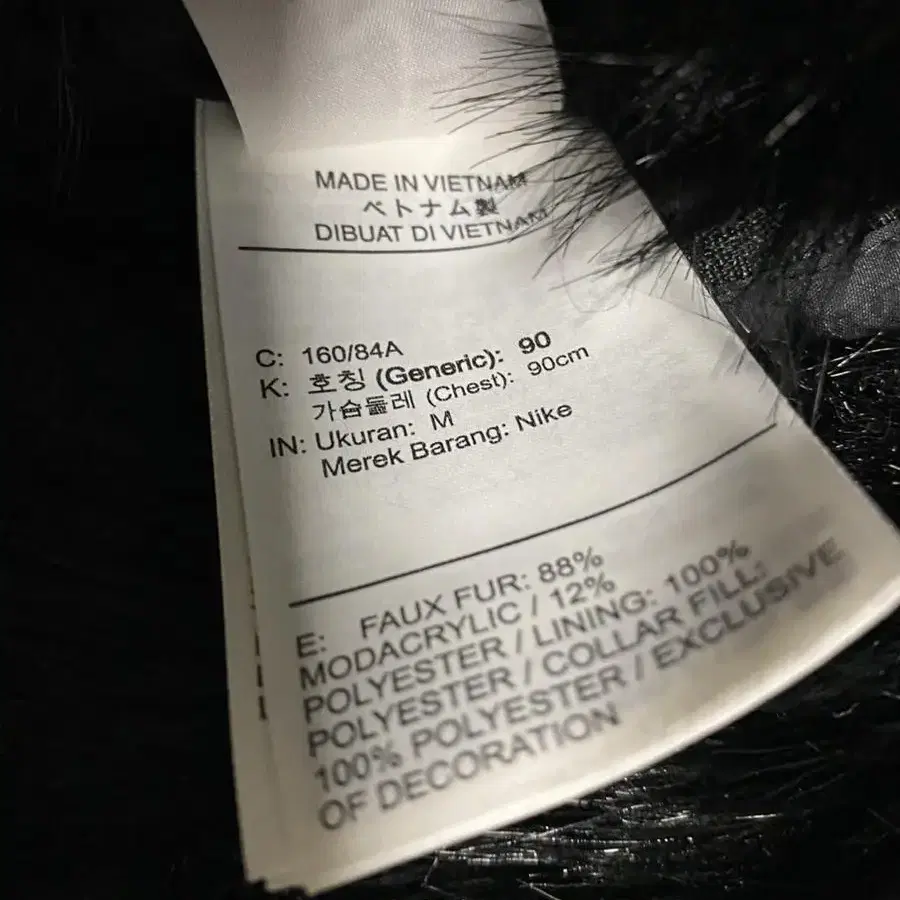 MADE IN VIETNAM
ベトナム製
DIBUAT DI VIETNAM
C: 160/84A
K: 호칭 (Generic): 90
가슴둘레 (Chest): 90cm
IN: Ukuran: M
Merek Barang: Nike
E: FAUX FUR: 88%
MODACRYLIC / 12%
POLYESTER / LINING: 100%
POLYESTER / COLLAR FILL:
100% POLYESTER / EXCLUSIVE
OF DECORATION